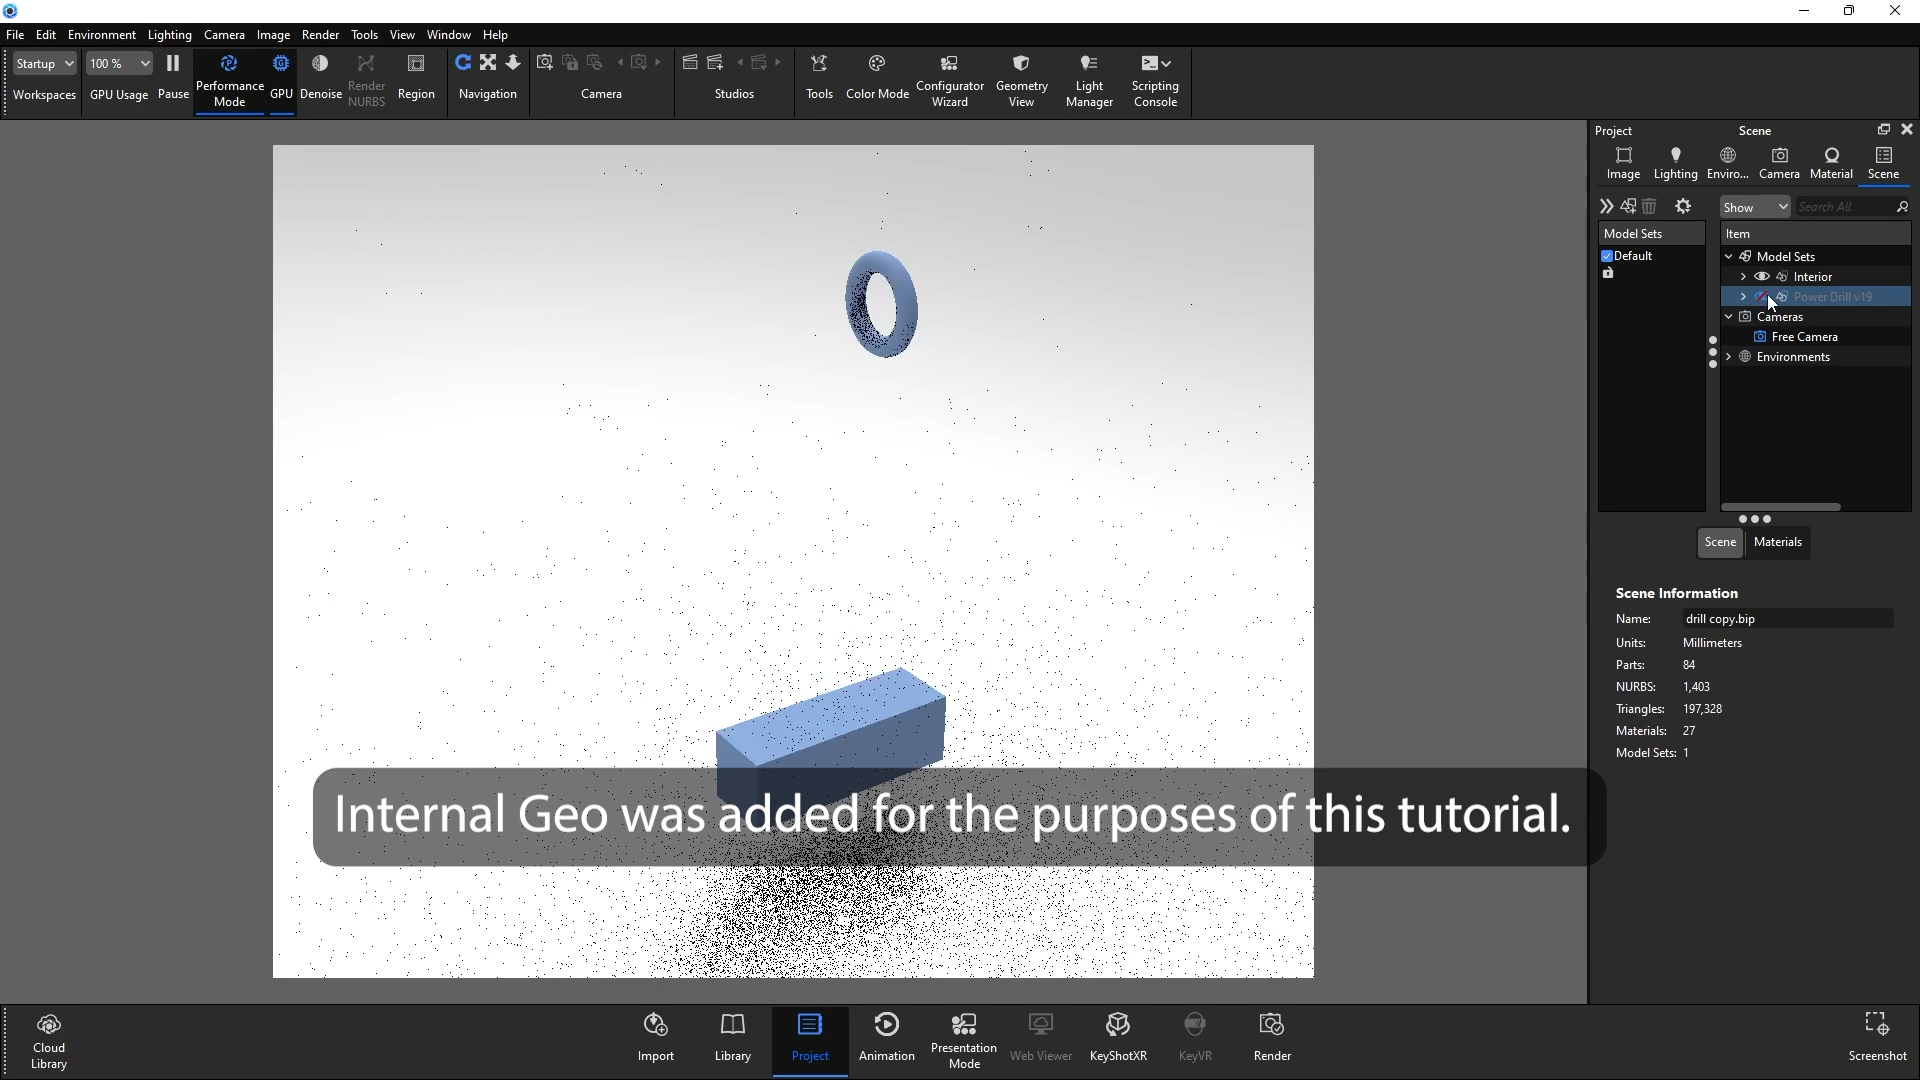 File Edit Environment Lighting Camera Image Render Tools View Window Help
Startup 100 %
Workspaces GPU Usage Pause Performance Mode GPU Denoise Render NURBS Region Navigation Camera Studios Tools Color Mode Configurator Wizard Geometry View Light Manager Scripting Console
Project Scene
Image Lighting Enviro... Camera Material Scene
Show Search All
Model Sets Item
Default Model Sets
Interior
Power Drill v19
Cameras
Free Camera
Environments
Scene Materials
Scene Information
Name: drill copy.bip
Units: Millimeters
Parts: 84
NURBS: 1,403
Triangles: 197,328
Materials: 27
Model Sets: 1
Internal Geo was added for the purposes of this tutorial.
Cloud Library Import Library Project Animation Presentation Mode Web Viewer KeyShotXR KeyVR Render Screenshot